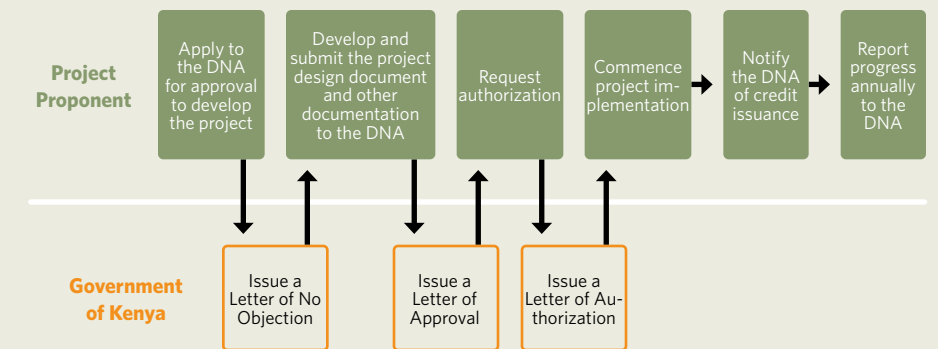 Project
Proponent
Apply to
the DNA
for approval
to develop
the project
Develop and
submit the project
design document
and other
documentation
to the DNA
Request
authorization
Commence
project im-
plementation
Notify
the DNA
of credit
issuance
Report
progress
annually
to the
DNA
Government
of Kenya
Issue a
Letter of No
Objection
Issue a
Letter of
Approval
Issue a
Letter of Au-
thorization